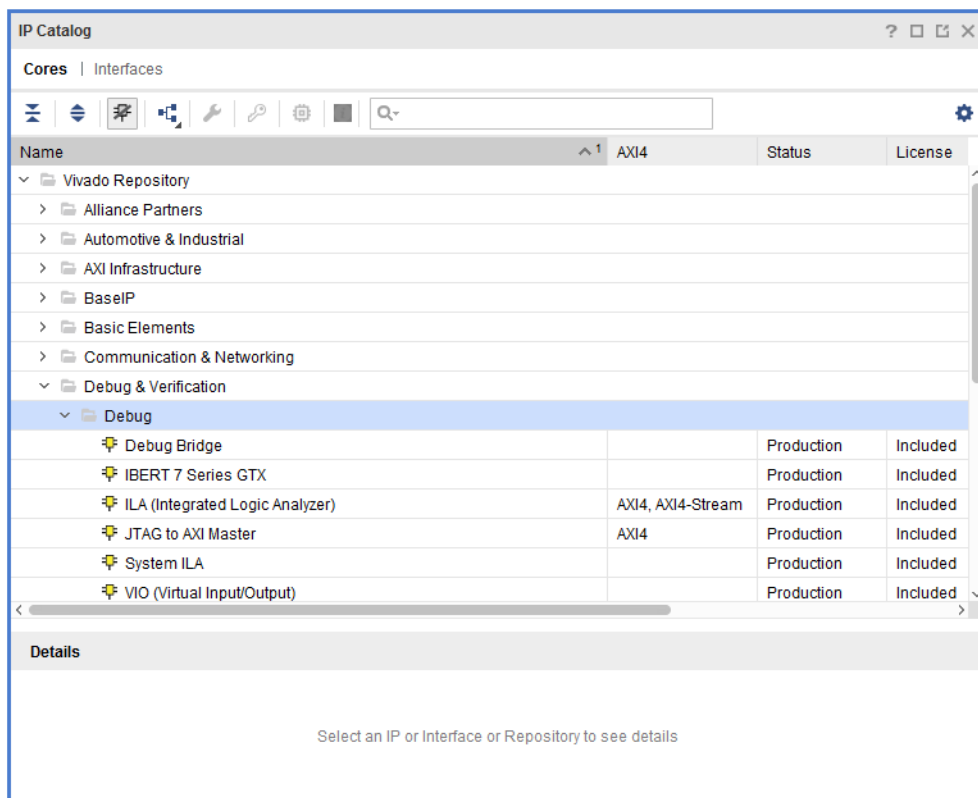 IP Catalog ?
Cores | Interfaces
Name 1 AXI4 Status License
Vivado Repository
Alliance Partners
Automotive & Industrial
AXI Infrastructure
BaseIP
Basic Elements
Communication & Networking
Debug & Verification
Debug
Debug Bridge Production Included
IBERT 7 Series GTX Production Included
ILA (Integrated Logic Analyzer) AXI4, AXI4-Stream Production Included
JTAG to AXI Master AXI4 Production Included
System ILA Production Included
VIO (Virtual Input/Output) Production Included
Details
Select an IP or Interface or Repository to see details